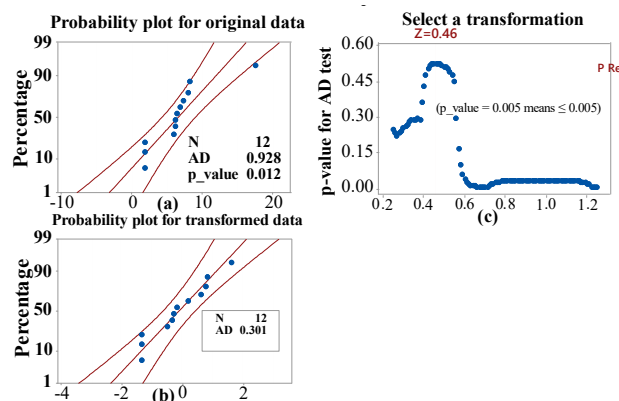 Probability plot for original data
Percentage
99
90
50
10
1
N 12
AD 0.928
p_value 0.012
-10 0 10 20
(a)
Probability plot for transformed data
Percentage
99
90
50
10
1
N 12
AD 0.301
-4 -2 0 2
(b)
Select a transformation
Z=0.46
P Re
p-value for AD test
0.60
0.45
0.30
0.15
0.00
(p_value = 0.005 means ≤ 0.005)
0.2 0.4 0.6 0.8 1.0 1.2
(c)